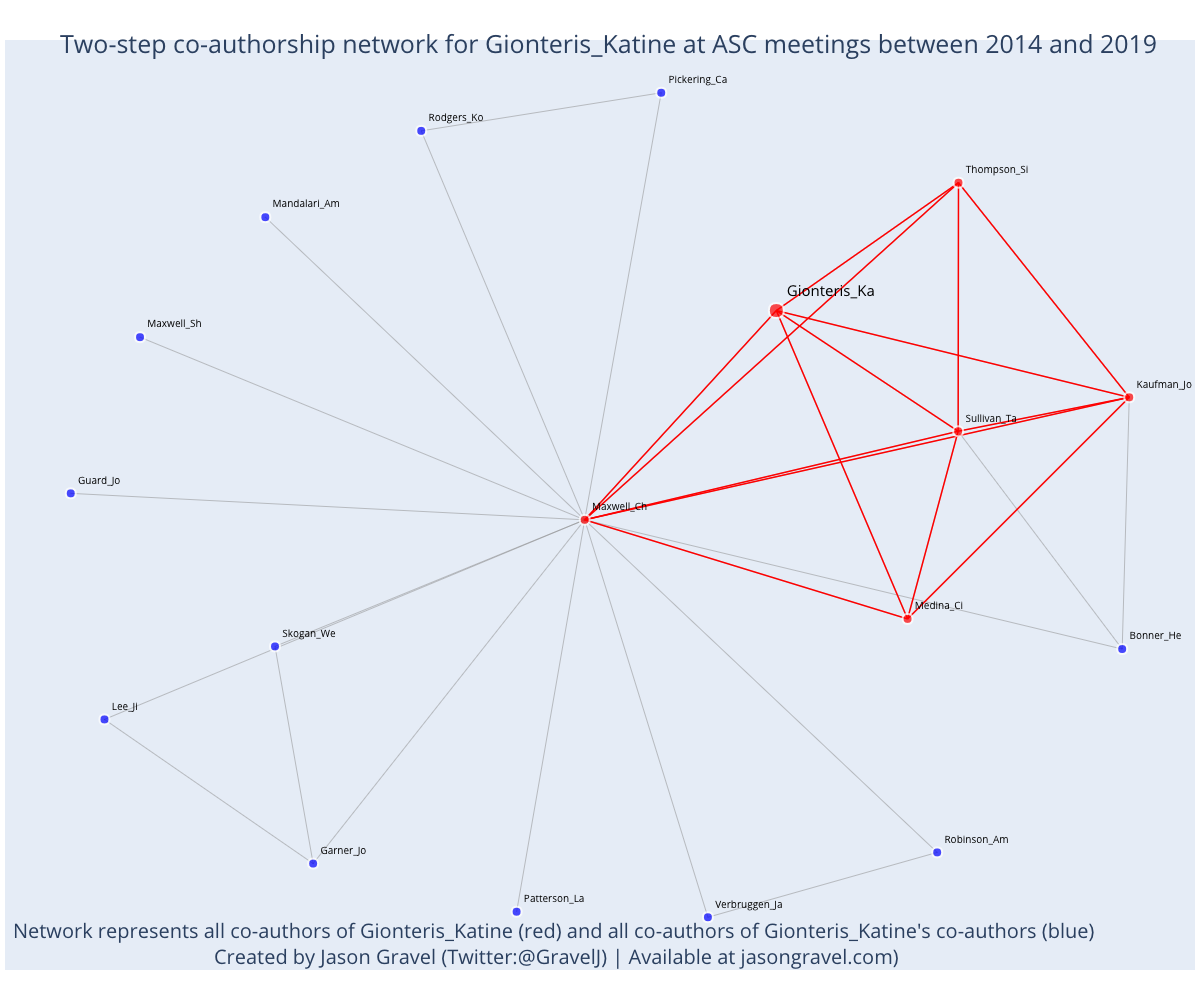 Two-step co-authorship network for Gionteris_Katine at ASC meetings between 2014 and 2019
Pickering_Ca
Rodgers_Ko
Thompson_Si
Mandalari_Am
Gionteris_Ka
Maxwell_Sh
Kaufman_Jo
Sullivan_Ta
Guard_Jo
Maxwell_Ch
Medina_Ci
Skogan_We
Bonner_He
Lee_Ji
Robinson_Am
Garner_Jo
Patterson_La
Verbruggen_Ja
Network represents all co-authors of Gionteris_Katine (red) and all co-authors of Gionteris_Katine's co-authors (blue)
Created by Jason Gravel (Twitter:@GravelJ) | Available at jasongravel.com)